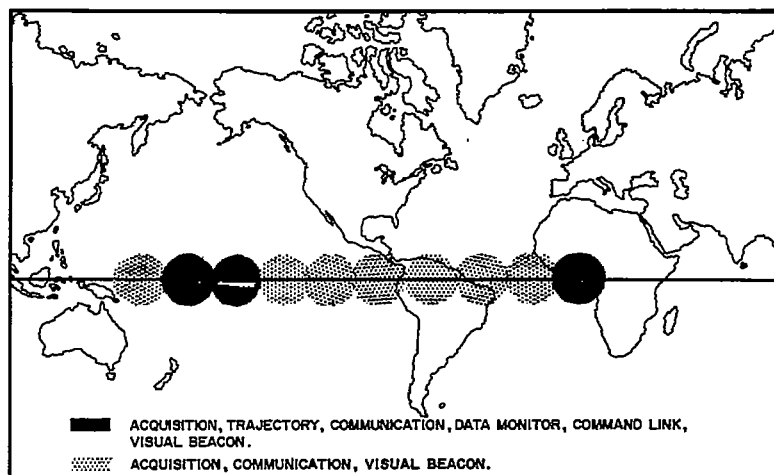 ACQUISITION, TRAJECTORY, COMMUNICATION, DATA MONITOR, COMMAND LINK,
VISUAL BEACON.
ACQUISITION, COMMUNICATION, VISUAL BEACON.